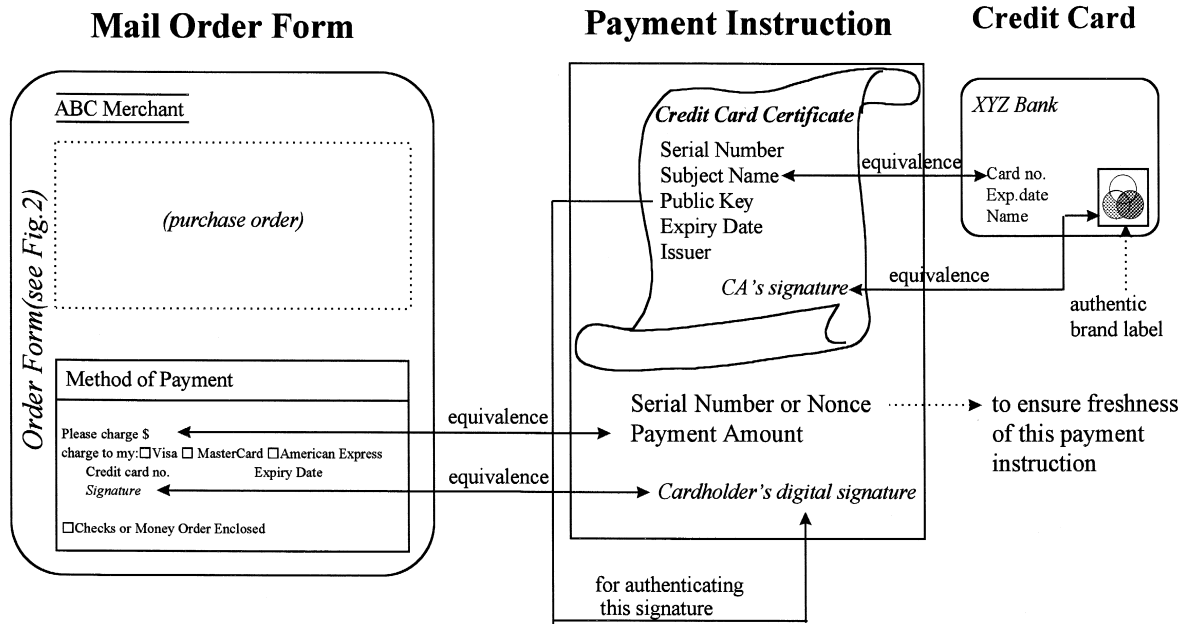 Mail Order Form
Payment Instruction
Credit Card
Order Form(see Fig.2)
ABC Merchant
(purchase order)
Method of Payment
Please charge $
charge to my:☐Visa ☐ MasterCard ☐American Express
Credit card no. Expiry Date
Signature
☐Checks or Money Order Enclosed
equivalence
equivalence
Credit Card Certificate
Serial Number
Subject Name
Public Key
Expiry Date
Issuer
CA's signature
Serial Number or Nonce
Payment Amount
Cardholder's digital signature
for authenticating
this signature
equivalence
equivalence
XYZ Bank
Card no.
Exp.date
Name
authentic
brand label
to ensure freshness
of this payment
instruction